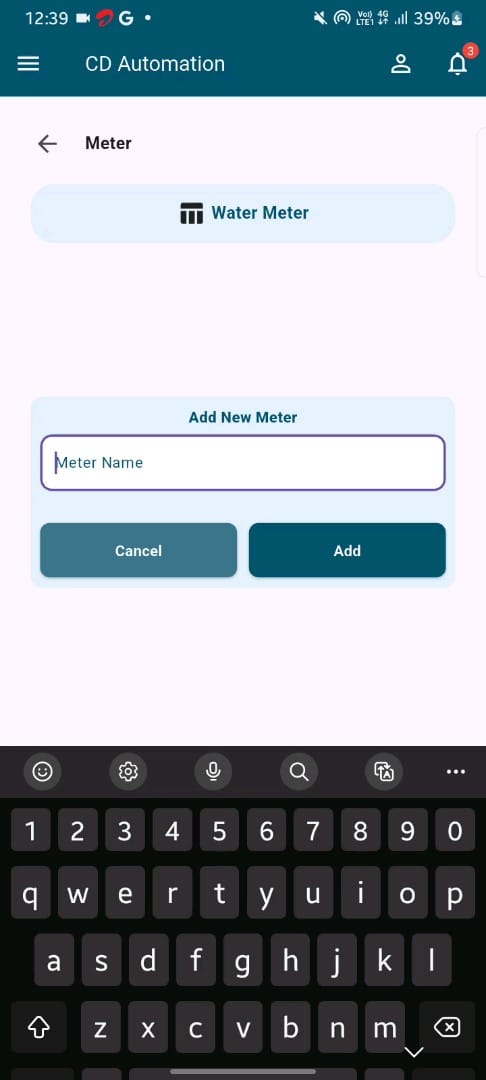 12:39 G Vo) 4G LTE1 39%
CD Automation 3
Meter
Water Meter
Add New Meter
Meter Name
Cancel Add
1 2 3 4 5 6 7 8 9 0
q w e r t y u i o p
a s d f g h j k l
z x c v b n m